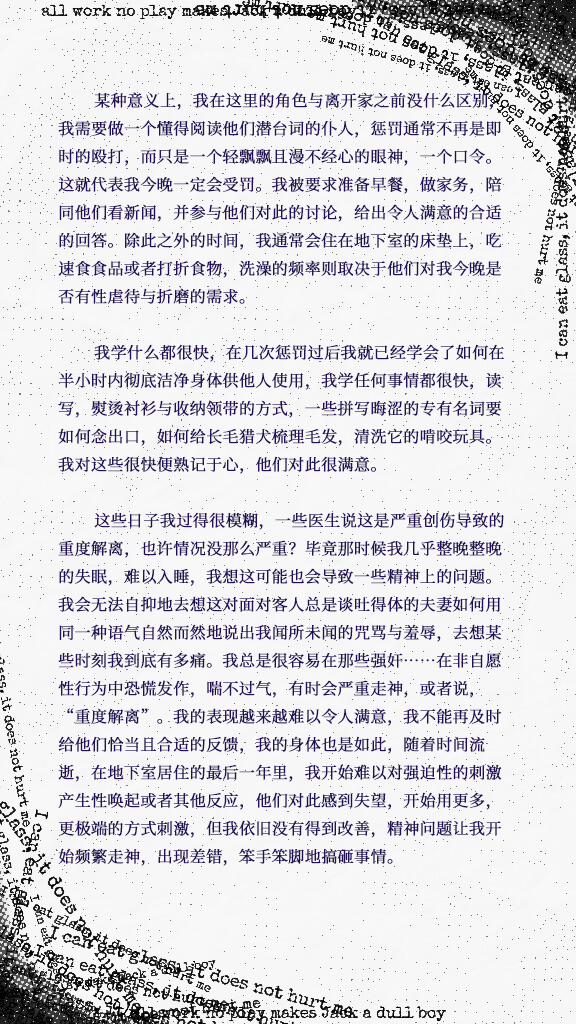 all work no play makes Jack a dull boy
某种意义上，我在这里的角色与离开家之前没什么区别。
我需要做一个懂得阅读他们潜台词的仆人，惩罚通常不再是即
时的殴打，而只是一个轻飘飘且漫不经心的眼神，一个口令。
这就代表我今晚一定会受罚。我被要求准备早餐，做家务，陪
同他们看新闻，并参与他们对此的讨论，给出令人满意的合适
的回答。除此之外的时间，我通常会住在地下室的床垫上，吃
速食食品或者打折食物，洗澡的频率则取决于他们对我今晚是
否有性虐待与折磨的需求。
我学什么都很快，在几次惩罚过后我就已经学会了如何在
半小时内彻底洁净身体供他人使用，我学任何事情都很快，读
写，熨烫衬衫与收纳领带的方式，一些拼写晦涩的专有名词要
如何念出口，如何给长毛猎犬梳理毛发，清洗它的啃咬玩具。
我对这些很快便熟记于心，他们对此很满意。
这些日子我过得很模糊，一些医生说这是严重创伤导致的
重度解离，也许情况没那么严重？毕竟那时候我几乎整晚整晚
的失眠，难以入睡，我想这可能也会导致一些精神上的问题。
我会无法自抑地去想这对面对客人总是谈吐得体的夫妻如何用
同一种语气自然而然地说出我闻所未闻的咒骂与羞辱，去想某
些时刻我到底有多痛。我总是很容易在那些强奸……在非自愿
性行为中恐慌发作，喘不过气，有时会严重走神，或者说，
“重度解离”。我的表现越来越难以令人满意，我不能再及时
给他们恰当且合适的反馈，我的身体也是如此，随着时间流
逝，在地下室居住的最后一年里，我开始难以对强迫性的刺激
产生性唤起或者其他反应，他们对此感到失望，开始用更多，
更极端的方式刺激，但我依旧没有得到改善，精神问题让我开
始频繁走神，出现差错，笨手笨脚地搞砸事情。
I can eat glass, it does not hurt me
I can eat glass, it does not hurt me
all work no play makes Jack a dull boy